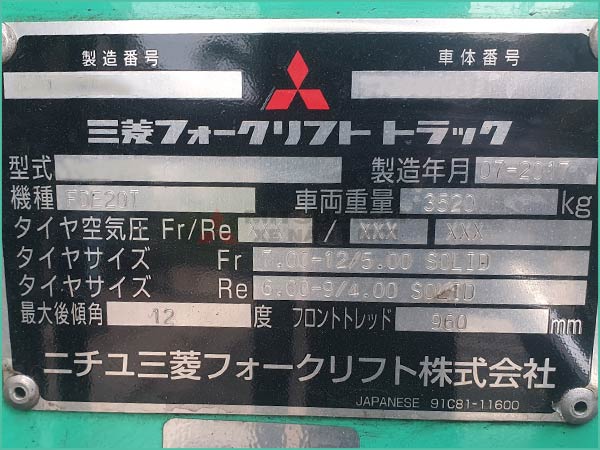 製造番号 車体番号
三菱フォークリフトトラック
型式 製造年月 07-2017
機種 FDE20T 車両重量 3520 kg
タイヤ空気圧 Fr/Re / XXX XXX
タイヤサイズ Fr 7.00-12/5.00 SOLID
タイヤサイズ Re 6.00-9/4.00 SOLID
最大後傾角 12 度 フロントトレッド 960 mm
ニチユ三菱フォークリフト株式会社
JAPANESE 91C81-11600